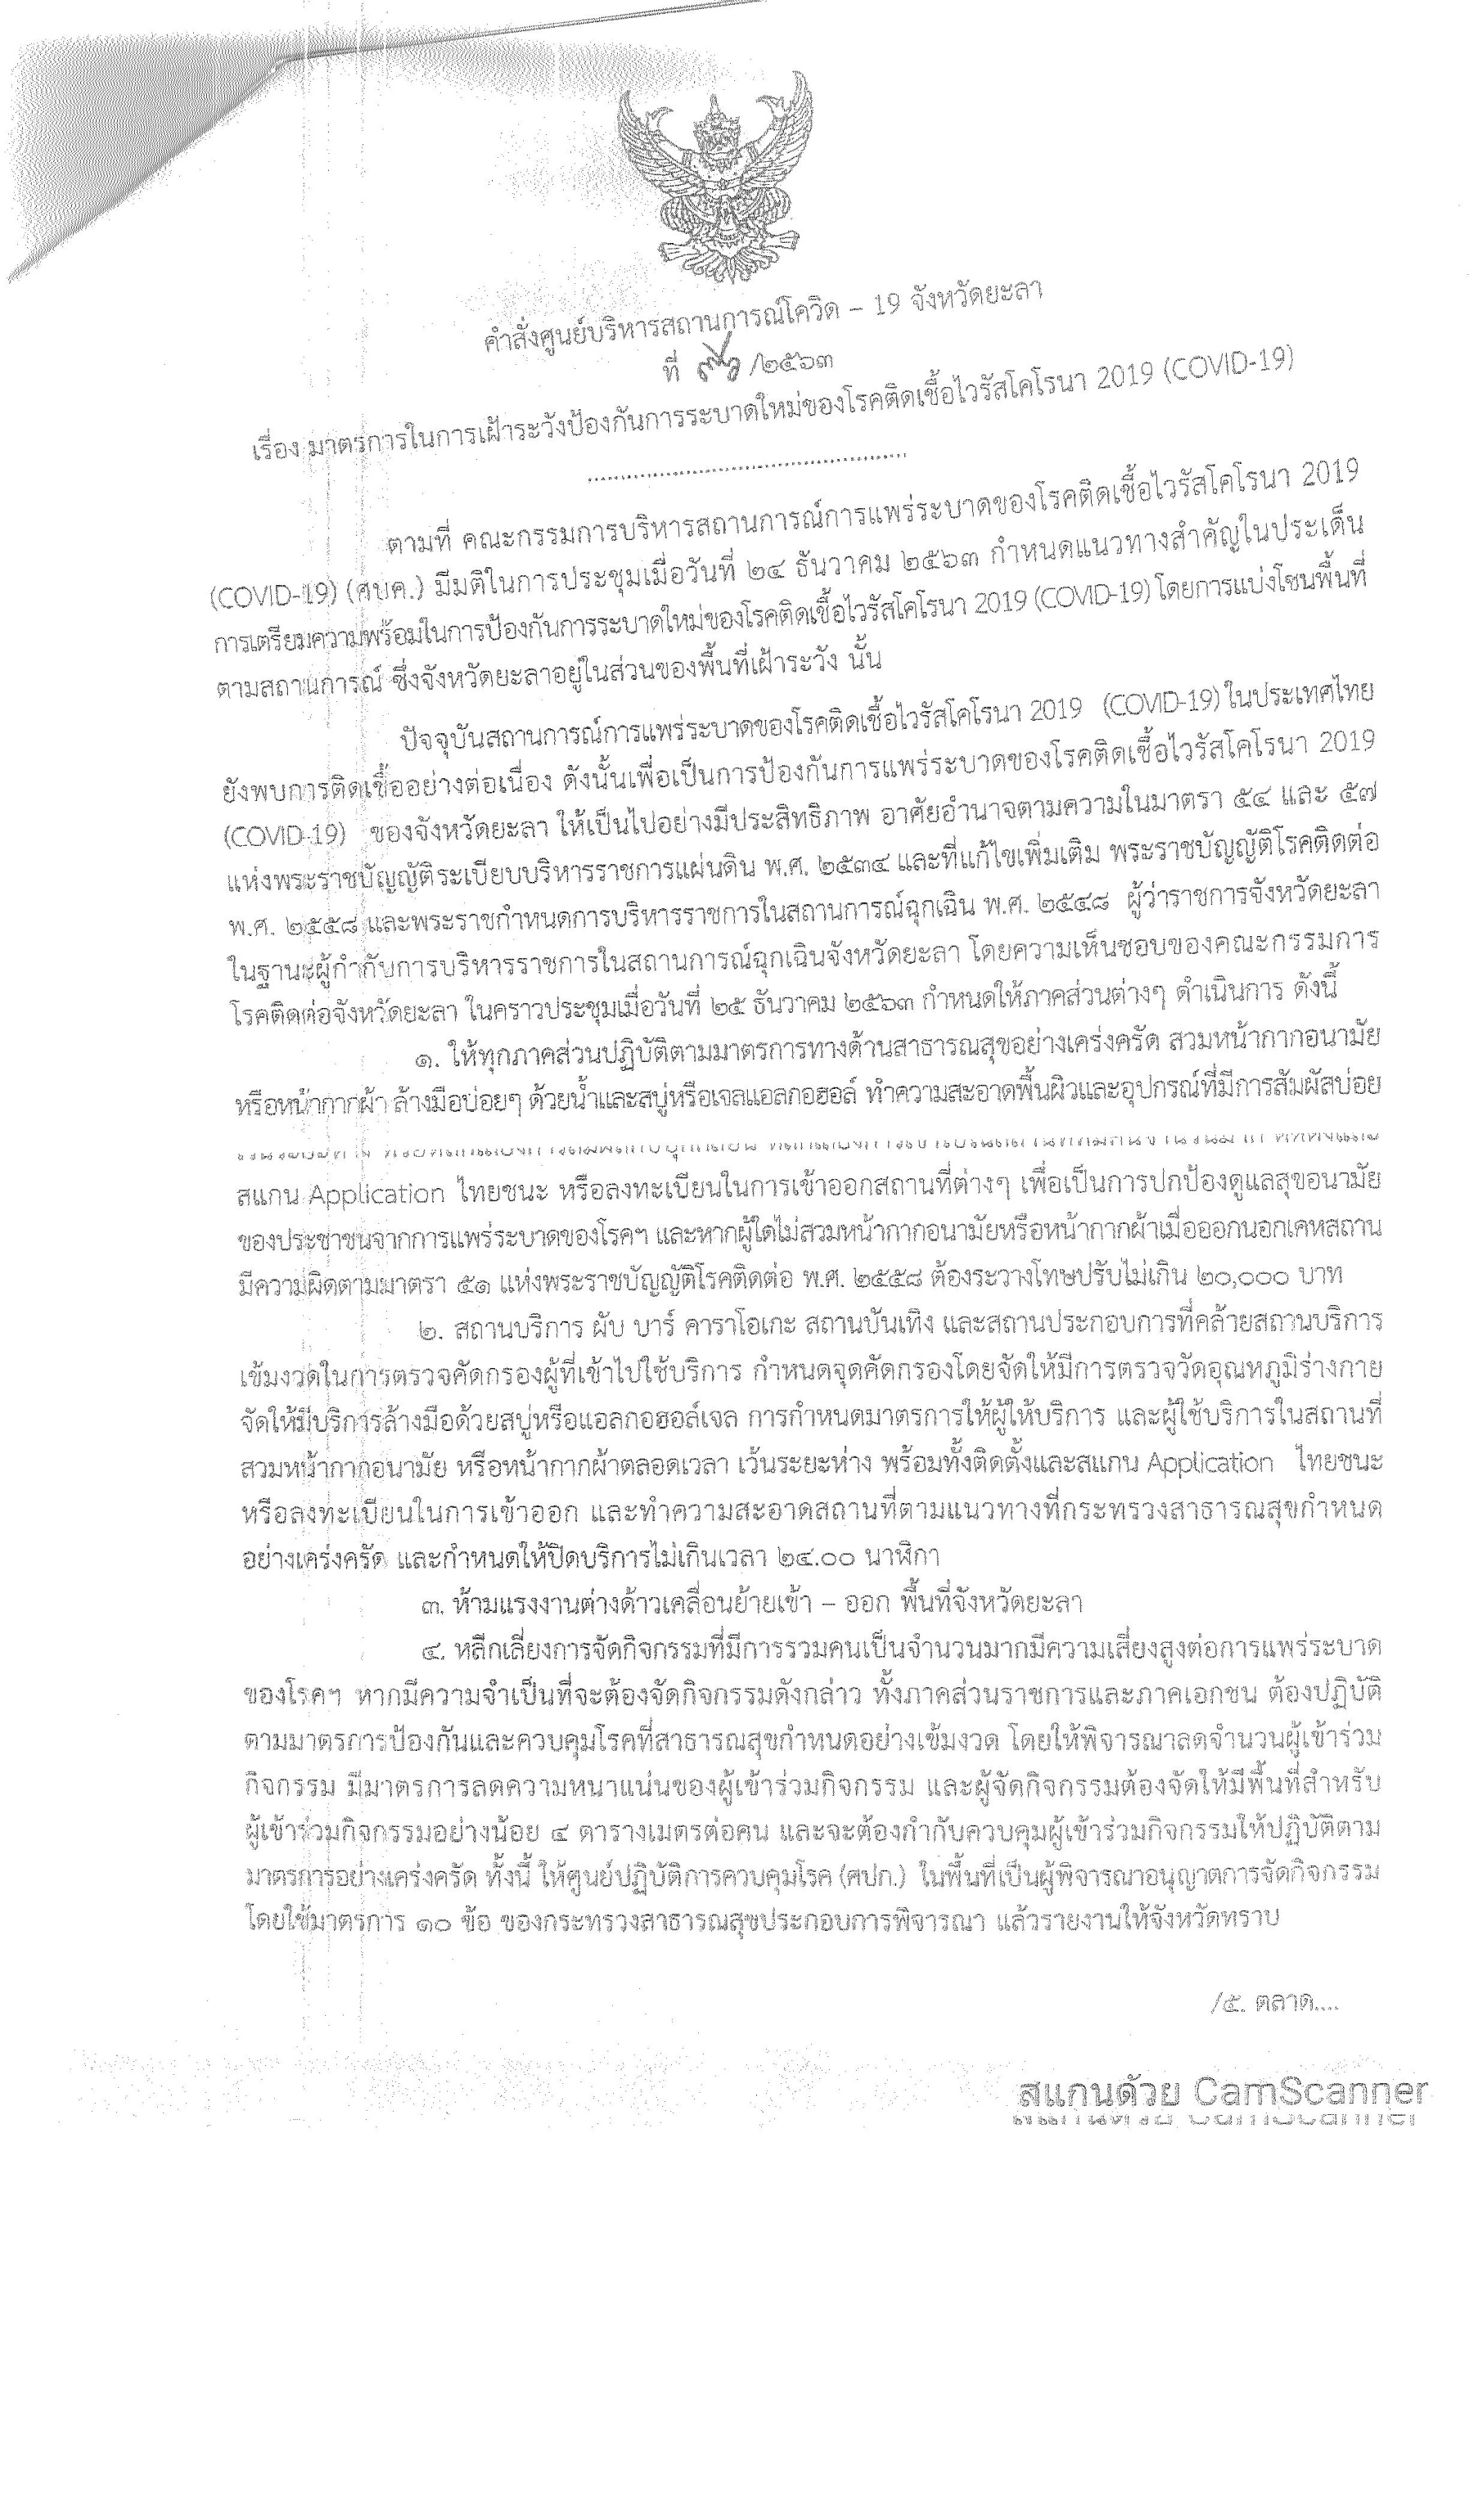 คำสั่งศูนย์บริหารสถานการณ์โควิด – 19 จังหวัดยะลา
ที่ /๒๕๖๓
เรื่อง มาตรการในการเฝ้าระวังป้องกันการระบาดใหม่ของโรคติดเชื้อไวรัสโคโรนา 2019 (COVID-19)
ตามที่ คณะกรรมการบริหารสถานการณ์การแพร่ระบาดของโรคติดเชื้อไวรัสโคโรนา 2019
(COVID-19) (ศบค.) มีมติในการประชุมเมื่อวันที่ ๒๔ ธันวาคม ๒๕๖๓ กำหนดแนวทางสำคัญในประเด็น
การเตรียมความพร้อมในการป้องกันการระบาดใหม่ของโรคติดเชื้อไวรัสโคโรนา 2019 (COVID-19) โดยการแบ่งโซนพื้นที่
ตามสถานการณ์ ซึ่งจังหวัดยะลาอยู่ในส่วนของพื้นที่เฝ้าระวัง นั้น
ปัจจุบันสถานการณ์การแพร่ระบาดของโรคติดเชื้อไวรัสโคโรนา 2019 (COVID-19) ในประเทศไทย
ยังพบการติดเชื้ออย่างต่อเนื่อง ดังนั้นเพื่อเป็นการป้องกันการแพร่ระบาดของโรคติดเชื้อไวรัสโคโรนา 2019
(COVID-19) ของจังหวัดยะลา ให้เป็นไปอย่างมีประสิทธิภาพ อาศัยอำนาจตามความในมาตรา ๕๔ และ ๕๗
แห่งพระราชบัญญัติระเบียบบริหารราชการแผ่นดิน พ.ศ. ๒๕๓๔ และที่แก้ไขเพิ่มเติม พระราชบัญญัติโรคติดต่อ
พ.ศ. ๒๕๕๘ และพระราชกำหนดการบริหารราชการในสถานการณ์ฉุกเฉิน พ.ศ. ๒๕๔๘ ผู้ว่าราชการจังหวัดยะลา
ในฐานะผู้กำกับการบริหารราชการในสถานการณ์ฉุกเฉินจังหวัดยะลา โดยความเห็นชอบของคณะกรรมการ
โรคติดต่อจังหวัดยะลา ในคราวประชุมเมื่อวันที่ ๒๕ ธันวาคม ๒๕๖๓ กำหนดให้ภาคส่วนต่างๆ ดำเนินการ ดังนี้
๑. ให้ทุกภาคส่วนปฏิบัติตามมาตรการทางด้านสาธารณสุขอย่างเคร่งครัด สวมหน้ากากอนามัย
หรือหน้ากากผ้า ล้างมือบ่อยๆ ด้วยน้ำและสบู่หรือเจลแอลกอฮอล์ ทำความสะอาดพื้นผิวและอุปกรณ์ที่มีการสัมผัสบ่อย
สแกน Application ไทยชนะ หรือลงทะเบียนในการเข้าออกสถานที่ต่างๆ เพื่อเป็นการปกป้องดูแลสุขอนามัย
ของประชาชนจากการแพร่ระบาดของโรคฯ และหากผู้ใดไม่สวมหน้ากากอนามัยหรือหน้ากากผ้าเมื่อออกนอกเคหสถาน
มีความผิดตามมาตรา ๕๑ แห่งพระราชบัญญัติโรคติดต่อ พ.ศ. ๒๕๕๘ ต้องระวางโทษปรับไม่เกิน ๒๐,๐๐๐ บาท
๒. สถานบริการ ผับ บาร์ คาราโอเกะ สถานบันเทิง และสถานประกอบการที่คล้ายสถานบริการ
เข้มงวดในการตรวจคัดกรองผู้ที่เข้าไปใช้บริการ กำหนดจุดคัดกรองโดยจัดให้มีการตรวจวัดอุณหภูมิร่างกาย
จัดให้มีบริการล้างมือด้วยสบู่หรือแอลกอฮอล์เจล การกำหนดมาตรการให้ผู้ให้บริการ และผู้ใช้บริการในสถานที่
สวมหน้ากากอนามัย หรือหน้ากากผ้าตลอดเวลา เว้นระยะห่าง พร้อมทั้งติดตั้งและสแกน Application ไทยชนะ
หรือลงทะเบียนในการเข้าออก และทำความสะอาดสถานที่ตามแนวทางที่กระทรวงสาธารณสุขกำหนด
อย่างเคร่งครัด และกำหนดให้ปิดบริการไม่เกินเวลา ๒๔.๐๐ นาฬิกา
๓. ห้ามแรงงานต่างด้าวเคลื่อนย้ายเข้า – ออก พื้นที่จังหวัดยะลา
๔. หลีกเลี่ยงการจัดกิจกรรมที่มีการรวมคนเป็นจำนวนมากมีความเสี่ยงสูงต่อการแพร่ระบาด
ของโรคฯ หากมีความจำเป็นที่จะต้องจัดกิจกรรมดังกล่าว ทั้งภาคส่วนราชการและภาคเอกชน ต้องปฏิบัติ
ตามมาตรการป้องกันและควบคุมโรคที่สาธารณสุขกำหนดอย่างเข้มงวด โดยให้พิจารณาลดจำนวนผู้เข้าร่วม
กิจกรรม มีมาตรการลดความหนาแน่นของผู้เข้าร่วมกิจกรรม และผู้จัดกิจกรรมต้องจัดให้มีพื้นที่สำหรับ
ผู้เข้าร่วมกิจกรรมอย่างน้อย ๔ ตารางเมตรต่อคน และจะต้องกำกับควบคุมผู้เข้าร่วมกิจกรรมให้ปฏิบัติตาม
มาตรการอย่างเคร่งครัด ทั้งนี้ ให้ศูนย์ปฏิบัติการควบคุมโรค (ศปก.) ในพื้นที่เป็นผู้พิจารณาอนุญาตการจัดกิจกรรม
โดยใช้มาตรการ ๑๐ ข้อ ของกระทรวงสาธารณสุขประกอบการพิจารณา แล้วรายงานให้จังหวัดทราบ
/๕. ตลาด....
สแกนด้วย CamScanner